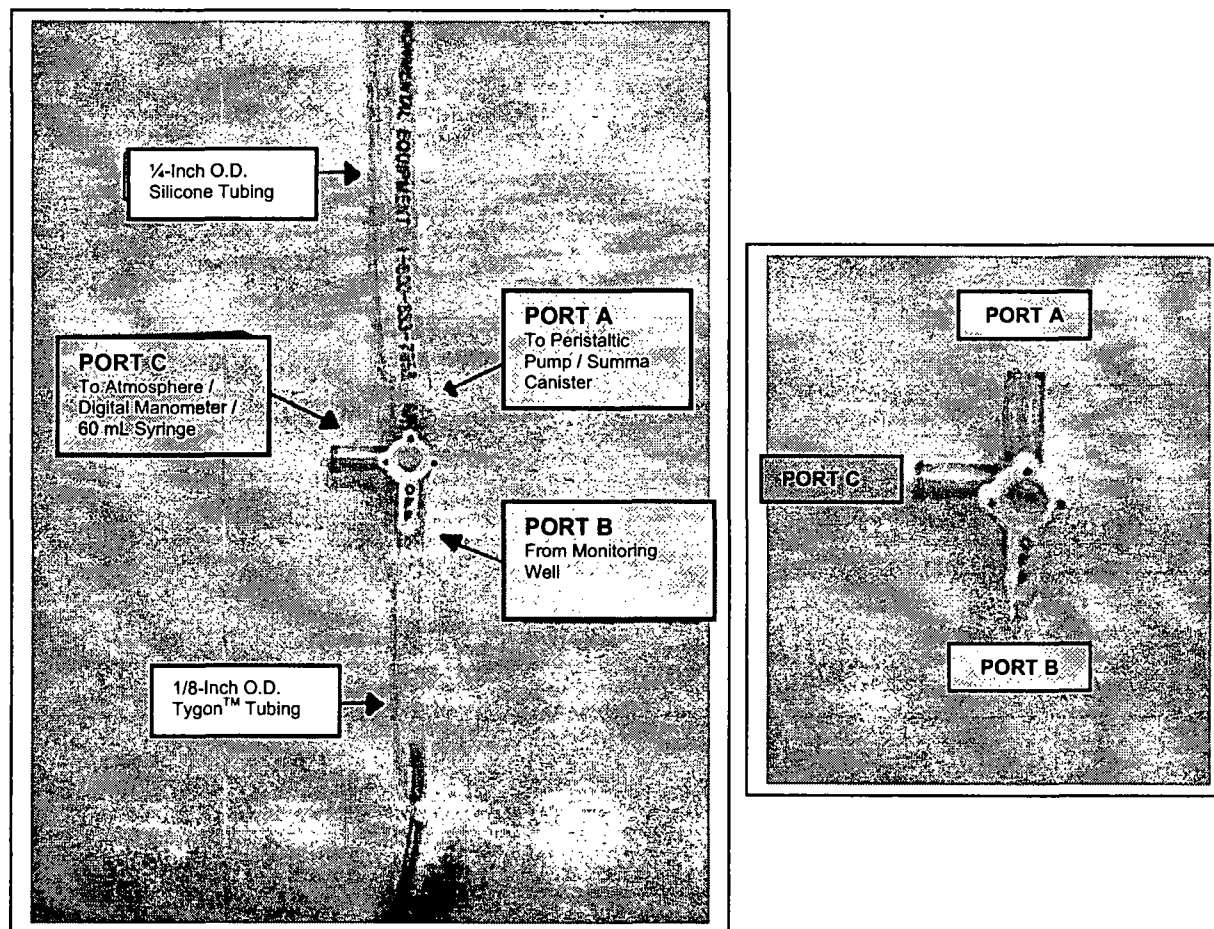 ¼-Inch O.D.
Silicone Tubing
EQUIPMENT
PORT A
To Peristaltic
Pump / Summa
Canister
PORT C
To Atmosphere /
Digital Manometer /
60 mL Syringe
PORT B
From Monitoring
Well
1/8-Inch O.D.
Tygon™ Tubing
PORT A
PORT C
PORT B